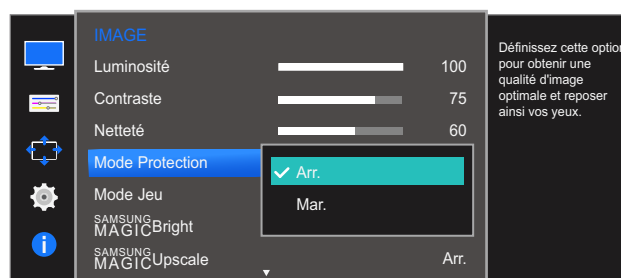 IMAGE
Luminosité 100
Contraste 75
Netteté 60
Mode Protection
Arr.
Mode Jeu
Mar.
SAMSUNG
MAGICBright
SAMSUNG
MAGICUpscale Arr.
Définissez cette option
pour obtenir une
qualité d'image
optimale et reposer
ainsi vos yeux.